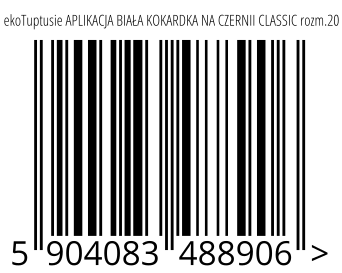 ekoTuptusie APLIKACJA BIAŁA KOKARDKA NA CZERNII CLASSIC rozm.20
5 904083 488906 >